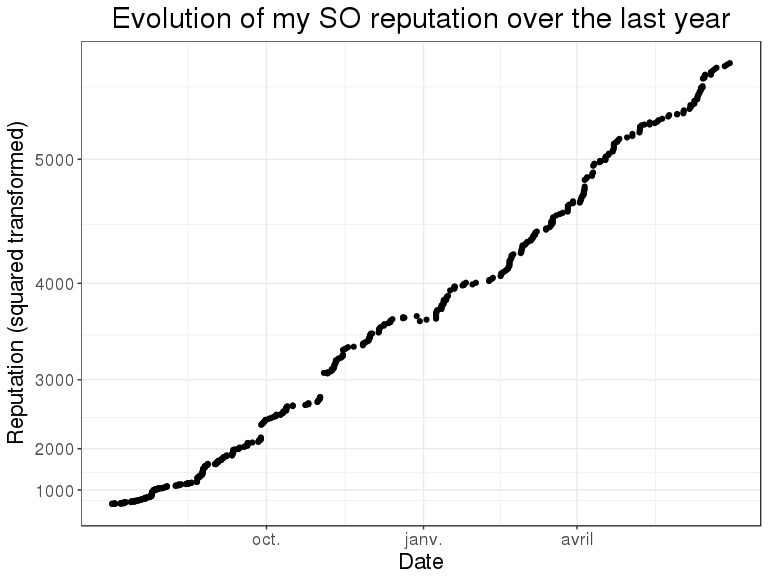 Evolution of my SO reputation over the last year
Reputation (squared transformed)
5000
4000
3000
2000
1000
oct.
janv.
avril
Date